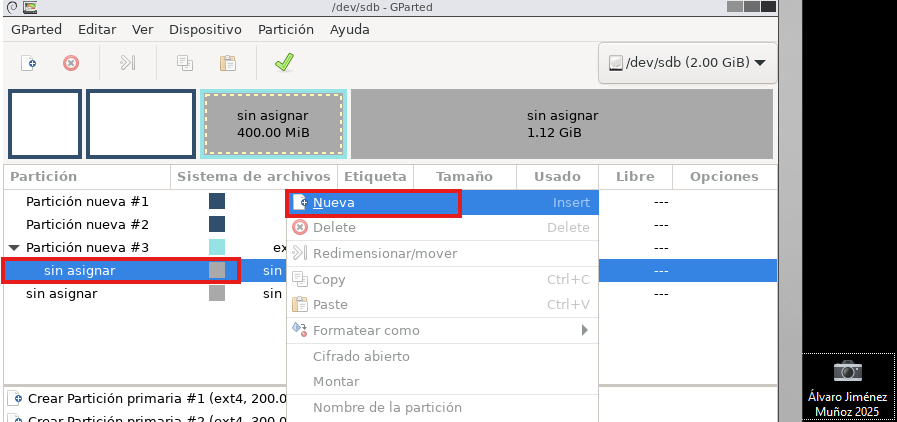 /dev/sdb - GParted
GParted Editar Ver Dispositivo Partición Ayuda
/dev/sdb (2.00 GiB)
sin asignar
400.00 MiB
sin asignar
1.12 GiB
Partición Sistema de archivos Etiqueta Tamaño Usado Libre Opciones
Partición nueva #1 ---
Partición nueva #2 ---
Partición nueva #3 ex ---
sin asignar sin ---
sin asignar sin ---
Nueva Insert
Delete Delete
Redimensionar/mover
Copy Ctrl+C
Paste Ctrl+V
Formatear como
Cifrado abierto
Montar
Nombre de la partición
Crear Partición primaria #1 (ext4, 200.0
Crear Partición primaria #2 (ext4, 300.0
Álvaro Jiménez
Muñoz 2025